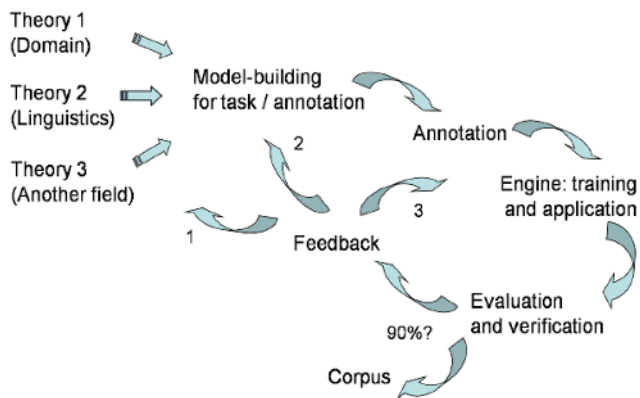 Theory 1
(Domain)
Theory 2
(Linguistics)
Theory 3
(Another field)
Model-building
for task / annotation
Annotation
Engine: training
and application
2
3
1
Feedback
Evaluation
and verification
90%?
Corpus